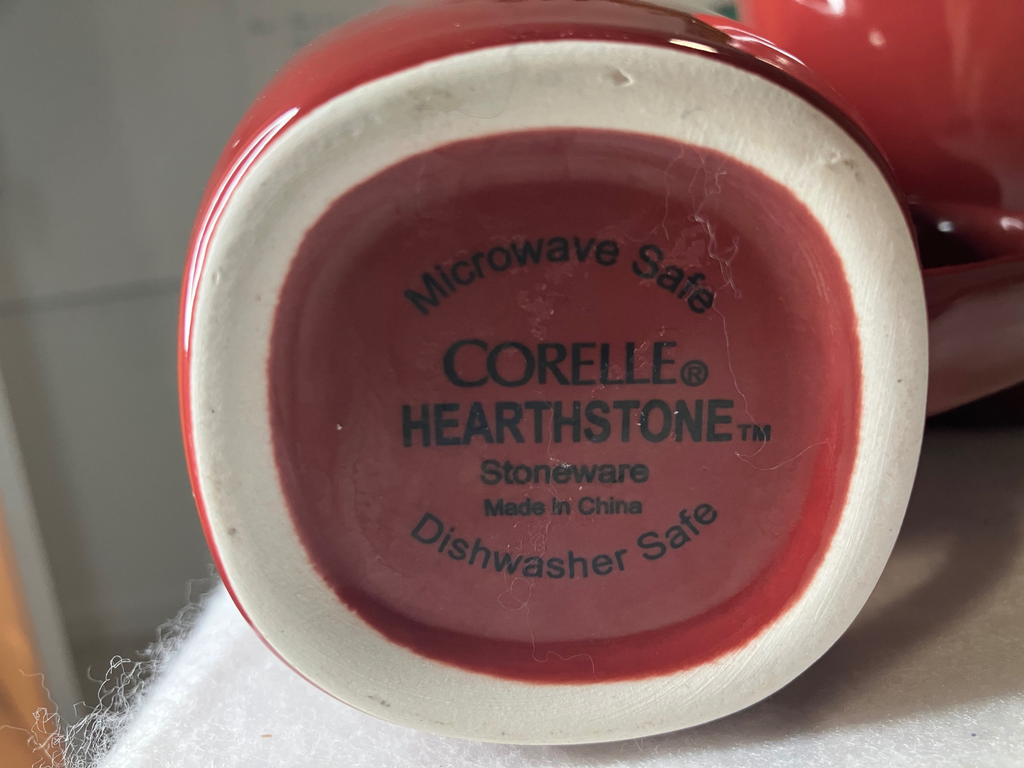 Microwave Safe
CORELLE®
HEARTHSTONE™
Stoneware
Made in China
Dishwasher Safe